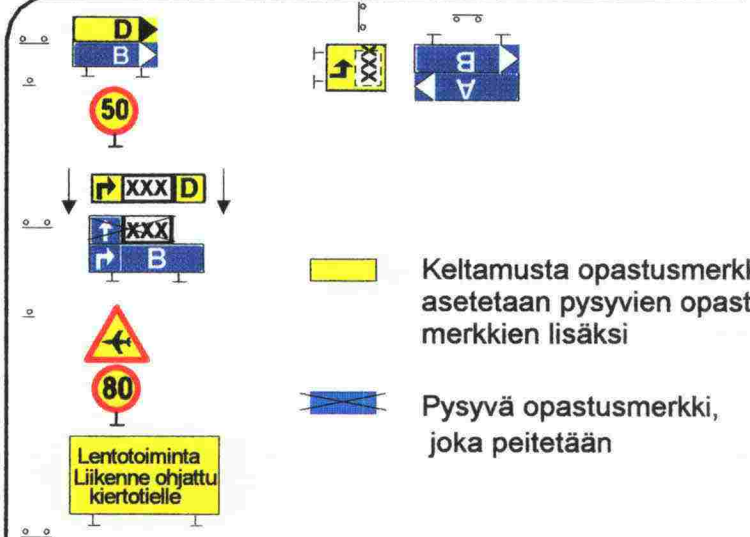 D
B
50
XXX D
XXX
B
80
Lentotoiminta
Liikenne ohjattu
kiertotielle
XXX
B
A
Keltamusta opastusmerkk
asetetaan pysyvien opast
merkkien lisäksi
Pysyvä opastusmerkki,
joka peitetään